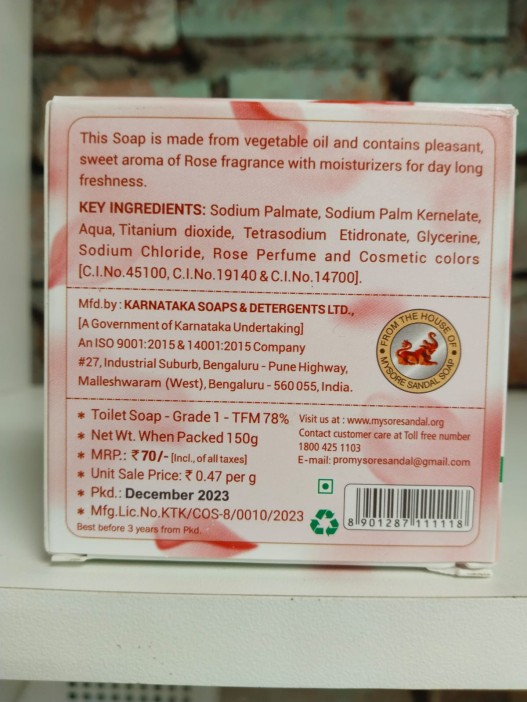 This Soap is made from vegetable oil and contains pleasant,
sweet aroma of Rose fragrance with moisturizers for day long
freshness.
KEY INGREDIENTS: Sodium Palmate, Sodium Palm Kernelate,
Aqua, Titanium dioxide, Tetrasodium Etidronate, Glycerine,
Sodium Chloride, Rose Perfume and Cosmetic colors
[C.I.No.45100, C.I.No.19140 & C.I.No.14700].
Mfd.by : KARNATAKA SOAPS & DETERGENTS LTD.,
[A Government of Karnataka Undertaking]
An ISO 9001:2015 & 14001:2015 Company
#27, Industrial Suburb, Bengaluru - Pune Highway,
Malleshwaram (West), Bengaluru - 560 055, India.
FROM THE HOUSE OF
MYSORE SANDAL SOAP
* Toilet Soap - Grade 1 - TFM 78%
* Net Wt. When Packed 150g
* MRP.: ₹ 70/- [Incl., of all taxes]
* Unit Sale Price: ₹ 0.47 per g
* Pkd.: December 2023
* Mfg.Lic.No.KTK/COS-8/0010/2023
Best before 3 years from Pkd.
Visit us at : www.mysoresandal.org
Contact customer care at Toll free number
1800 425 1103
E-mail: promysoresandal@gmail.com
8 901287 111118